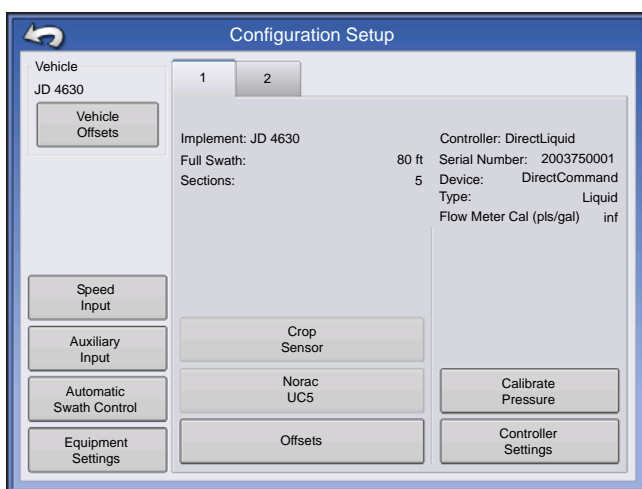 Configuration Setup
Vehicle
JD 4630
Vehicle
Offsets
Speed
Input
Auxiliary
Input
Automatic
Swath Control
Equipment
Settings
1
2
Implement: JD 4630
Full Swath: 80 ft
Sections: 5
Crop
Sensor
Norac
UC5
Offsets
Controller: DirectLiquid
Serial Number: 2003750001
Device: DirectCommand
Type: Liquid
Flow Meter Cal (pls/gal) inf
Calibrate
Pressure
Controller
Settings